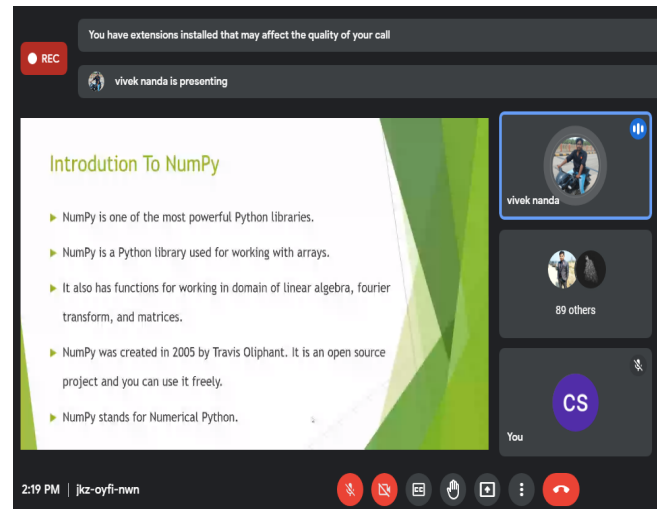 You have extensions installed that may affect the quality of your call
REC
vivek nanda is presenting
Introdution To NumPy
NumPy is one of the most powerful Python libraries.
NumPy is a Python library used for working with arrays.
It also has functions for working in domain of linear algebra, fourier
transform, and matrices.
NumPy was created in 2005 by Travis Oliphant. It is an open source
project and you can use it freely.
NumPy stands for Numerical Python.
vivek nanda
89 others
CS
You
2:19 PM | jkz-oyfi-nwn